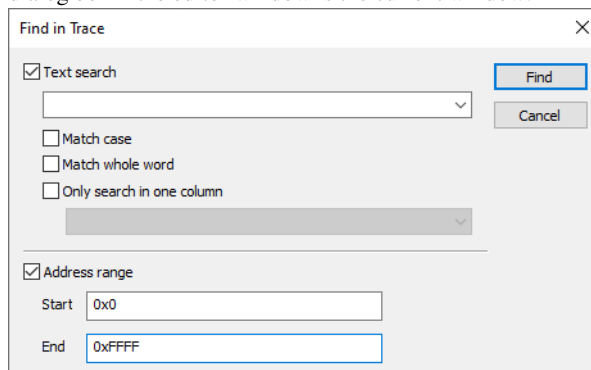 Find in Trace
Text search
Find
Cancel
Match case
Match whole word
Only search in one column
Address range
Start 0x0
End 0xFFFF